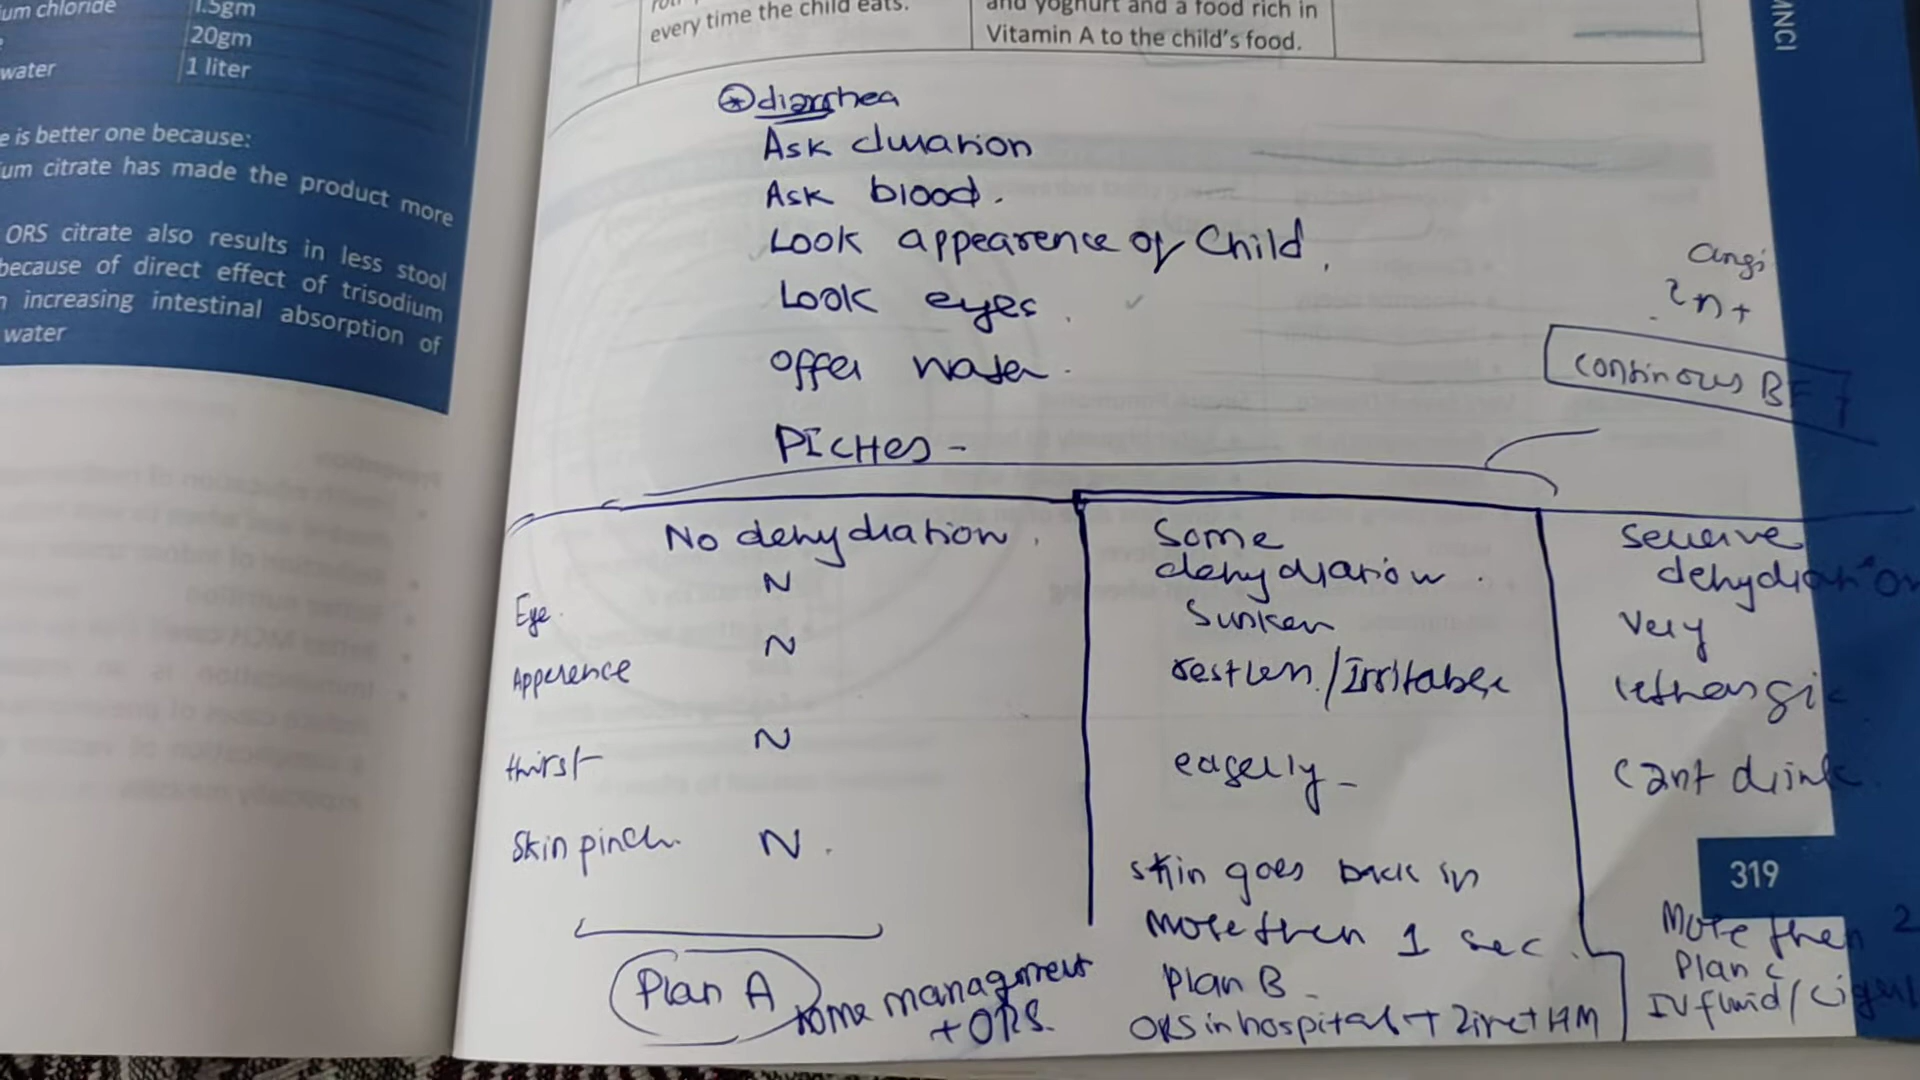 ium chloride 1.5gm
20gm
water 1 liter
e is better one because:
um citrate has made the product more
ORS citrate also results in less stool
because of direct effect of trisodium
n increasing intestinal absorption of
water
every time the child eats.
and yoghurt and a food rich in
Vitamin A to the child's food.
MNCI
diarrhea
Ask duration
Ask blood.
Look appearence of Child,
Look eyes.
offer water.
PICHES -
2n+
continous BF
No dehydration.
Some
dehydration.
severve
dehydration
Eye. N
Sunken
Very
Apperence N
restless/Irritable
lethargic
thirst N
eagerly -
cant drink.
Skin pinch. N.
skin goes back in
more then 1 sec.
More then 2
319
Plan A
home managment
+ ORS.
Plan B -
ORS in hospital + Zinc + HM
Plan C
IV fluid/